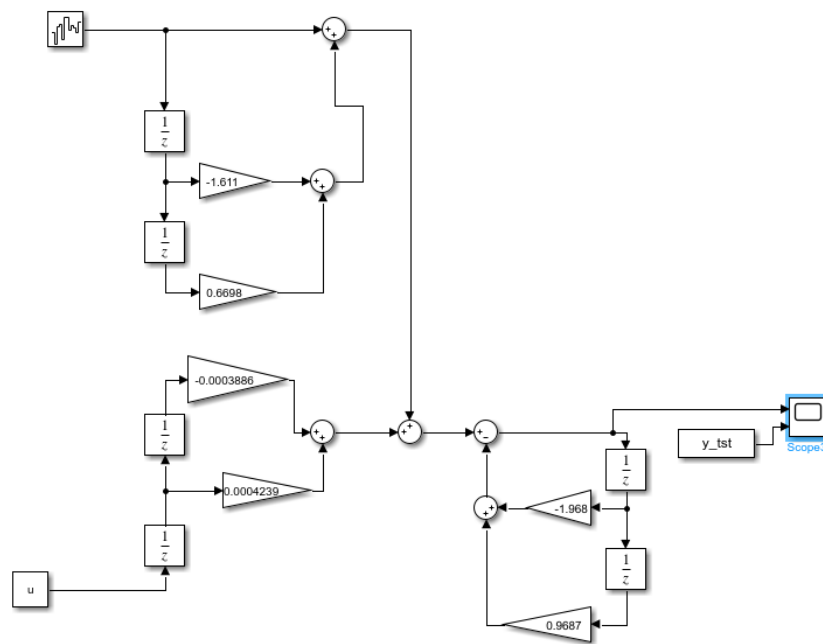 +
+
1
z
-1.611
+
+
1
z
0.6698
-0.0003886
1
z
+
+
+
+
+
-
0.0004239
y_tst
Scope3
1
z
+
+
-1.968
1
z
u
1
z
0.9687